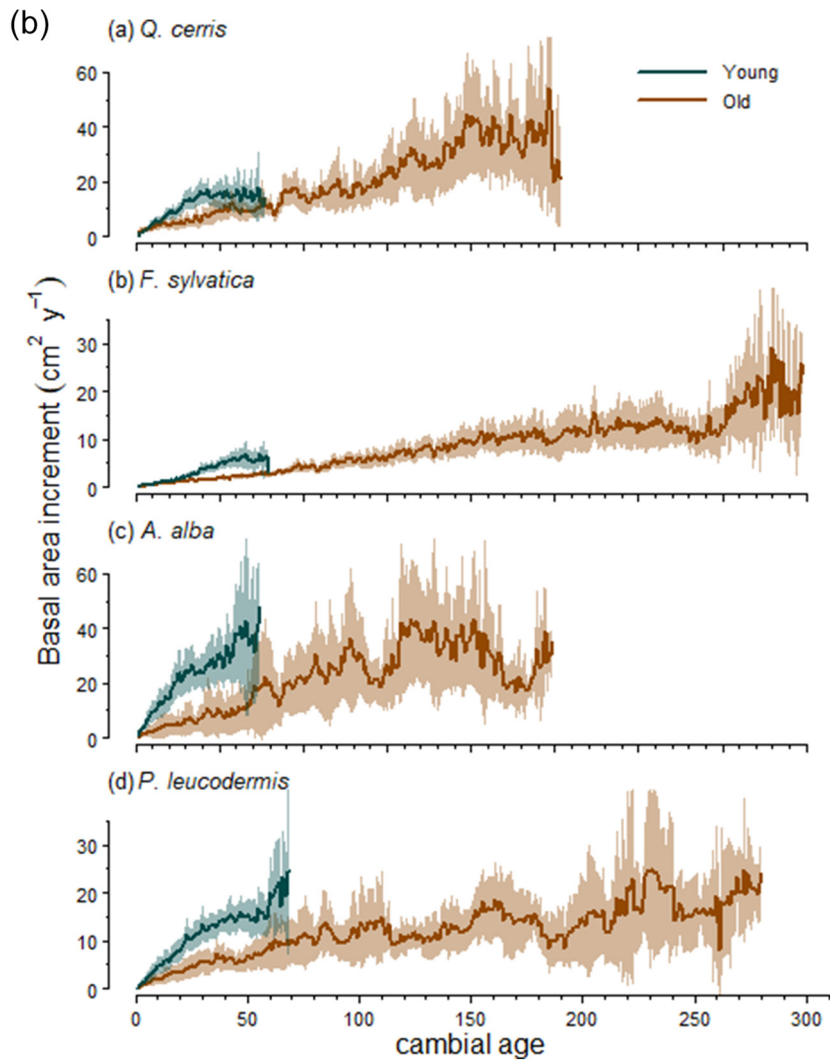 (b)
(a) Q. cerris
Young
Old
60
40
20
0
(b) F. sylvatica
30
20
10
0
(c) A. alba
60
40
20
0
(d) P. leucodermis
30
20
10
0
Basal area increment (cm² y⁻¹)
0 50 100 150 200 250 300
cambial age